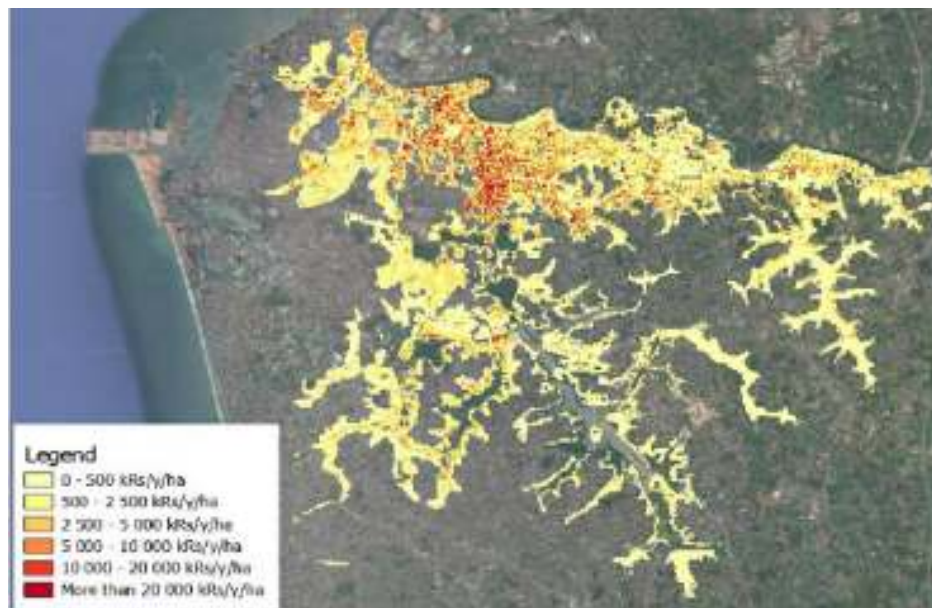 Legend
0 - 500 kRs/y/ha
500 - 2 500 kRs/y/ha
2 500 - 5 000 kRs/y/ha
5 000 - 10 000 kRs/y/ha
10 000 - 20 000 kRs/y/ha
More than 20 000 kRs/y/ha